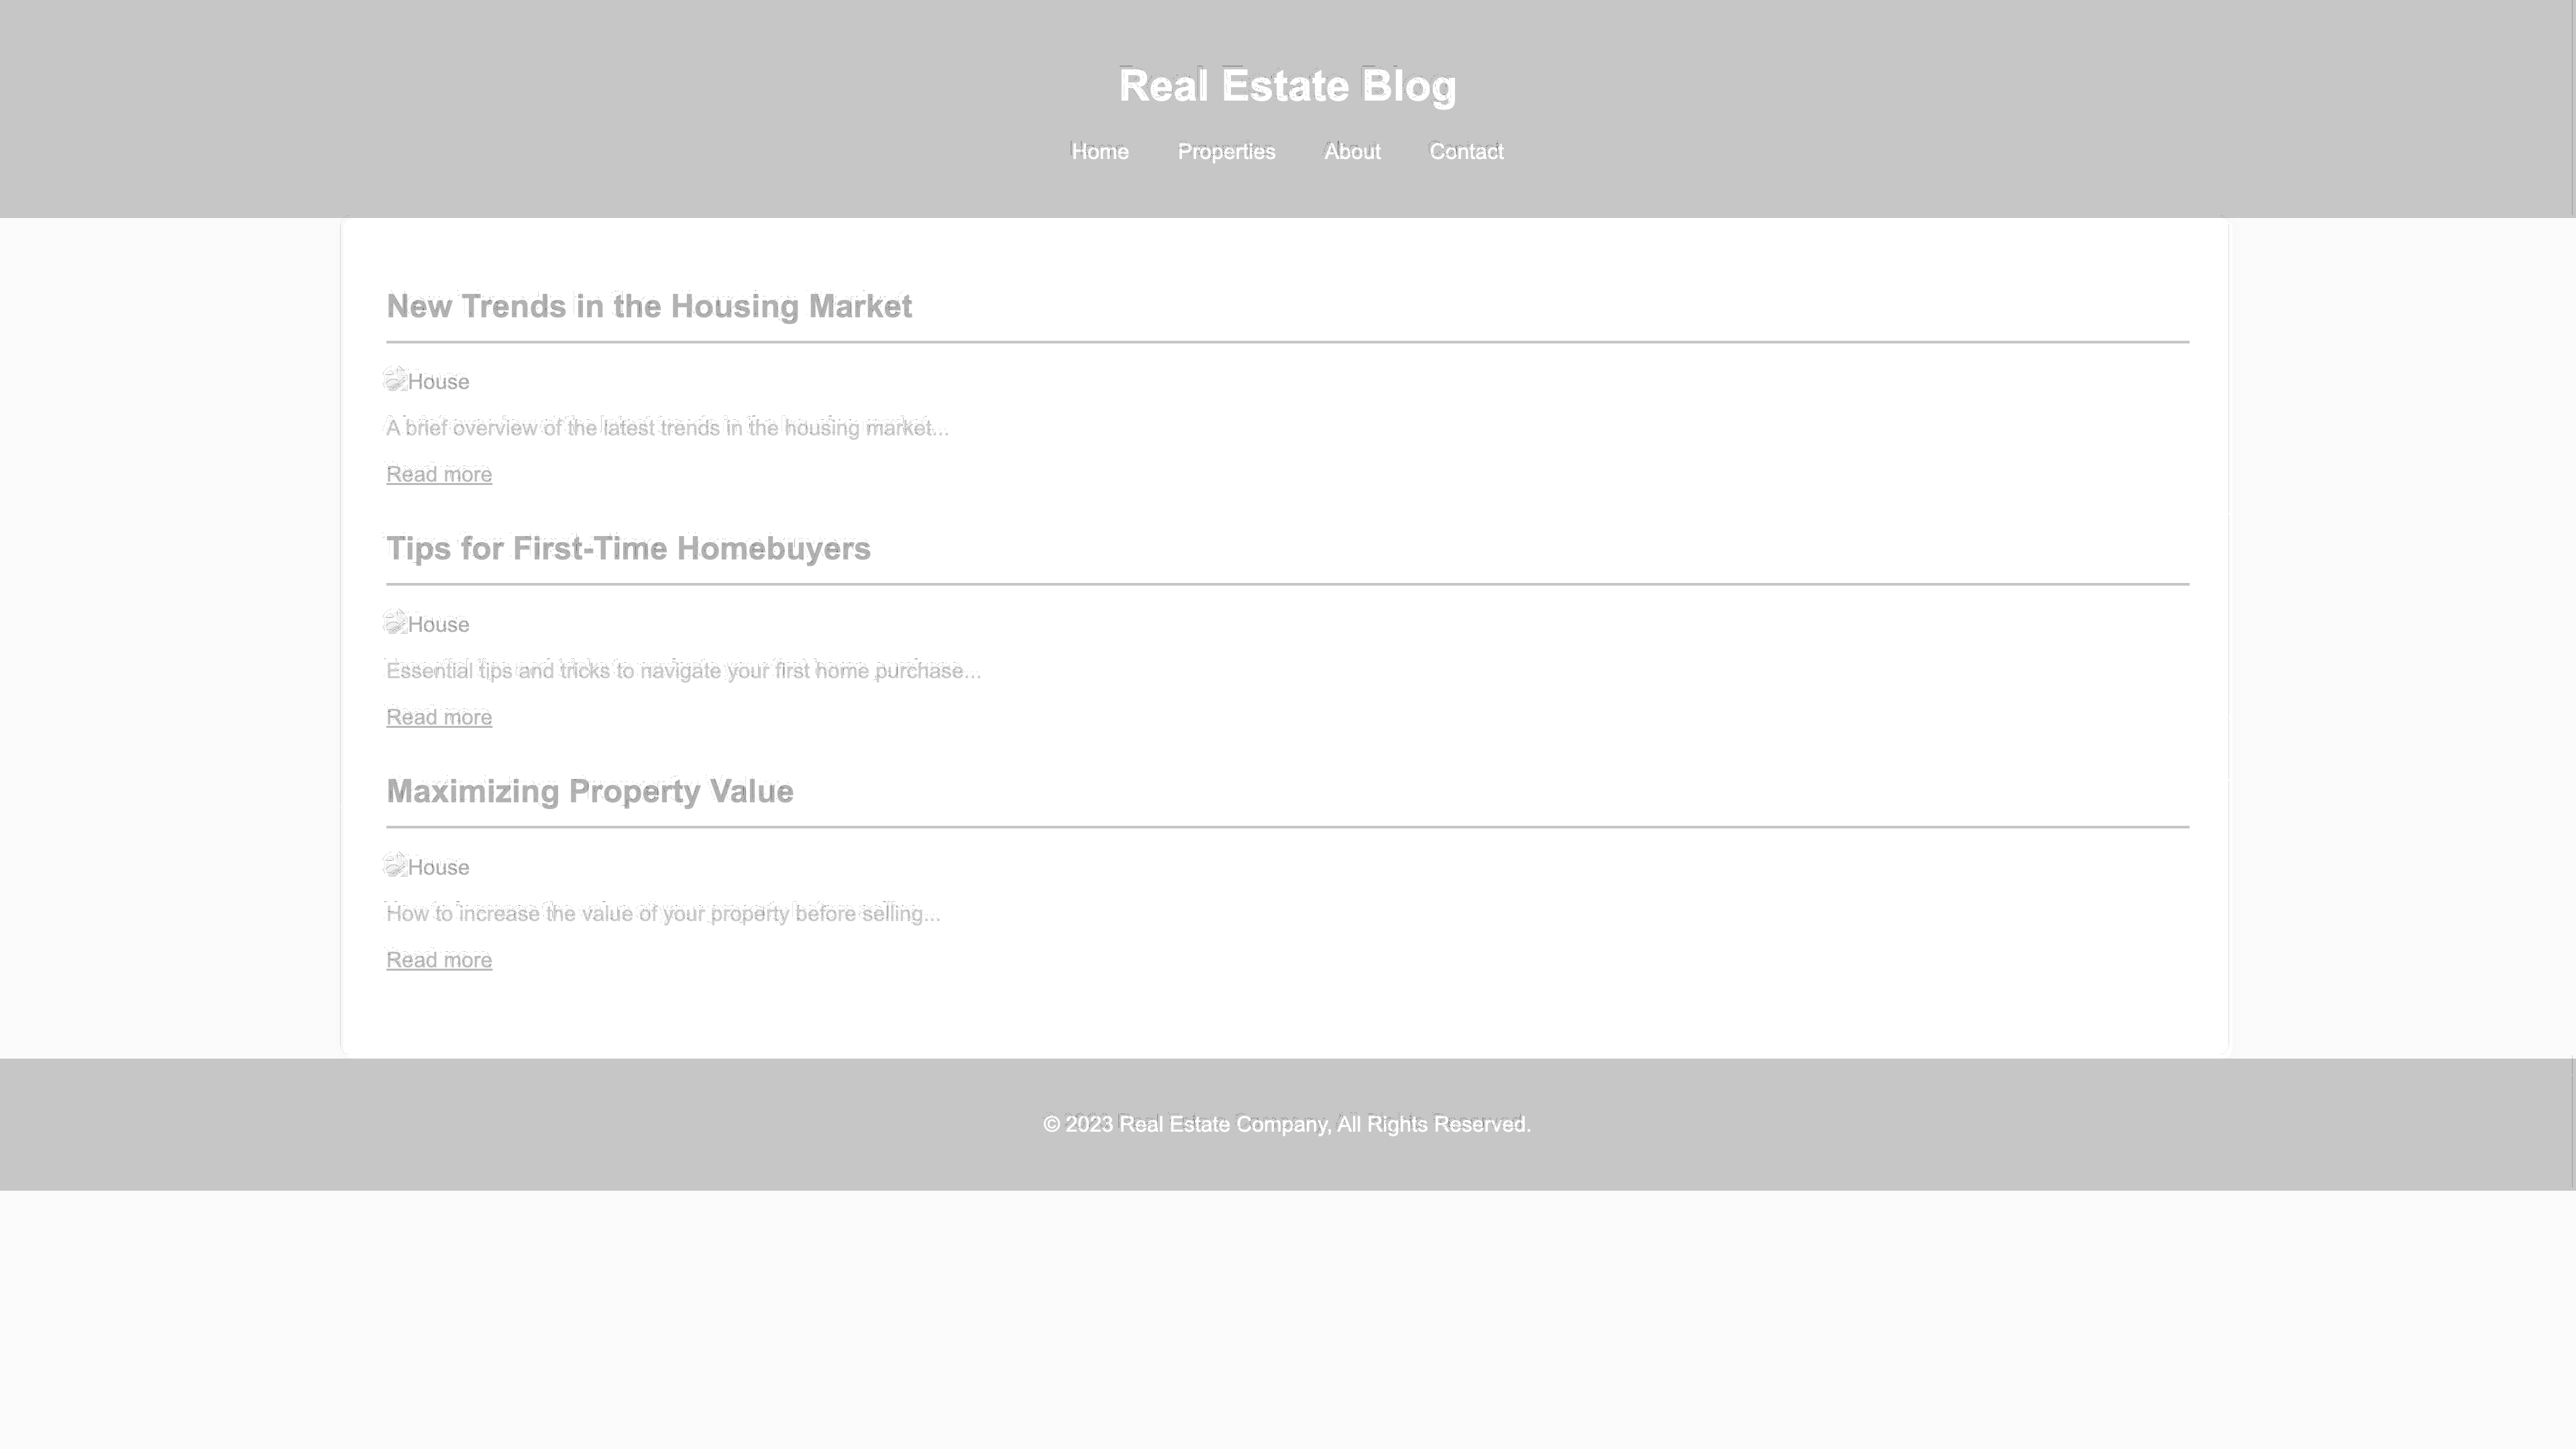 Real Estate Blog
Home Properties About Contact
New Trends in the Housing Market
House
A brief overview of the latest trends in the housing market...
Read more
Tips for First-Time Homebuyers
House
Essential tips and tricks to navigate your first home purchase...
Read more
Maximizing Property Value
House
How to increase the value of your property before selling...
Read more
© 2023 Real Estate Company, All Rights Reserved.